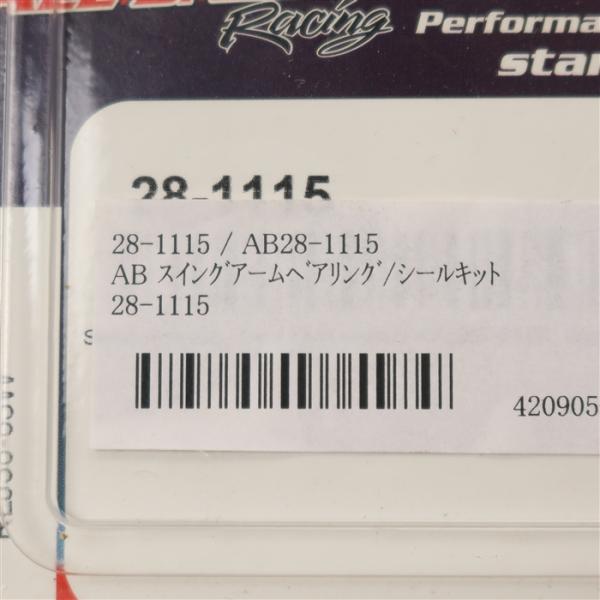 Racing
Performa
star
28-1115
28-1115 / AB28-1115
AB ｽｲﾝｸﾞｱｰﾑﾍﾞｱﾘﾝｸﾞ/ｼｰﾙｷｯﾄ
28-1115
420905